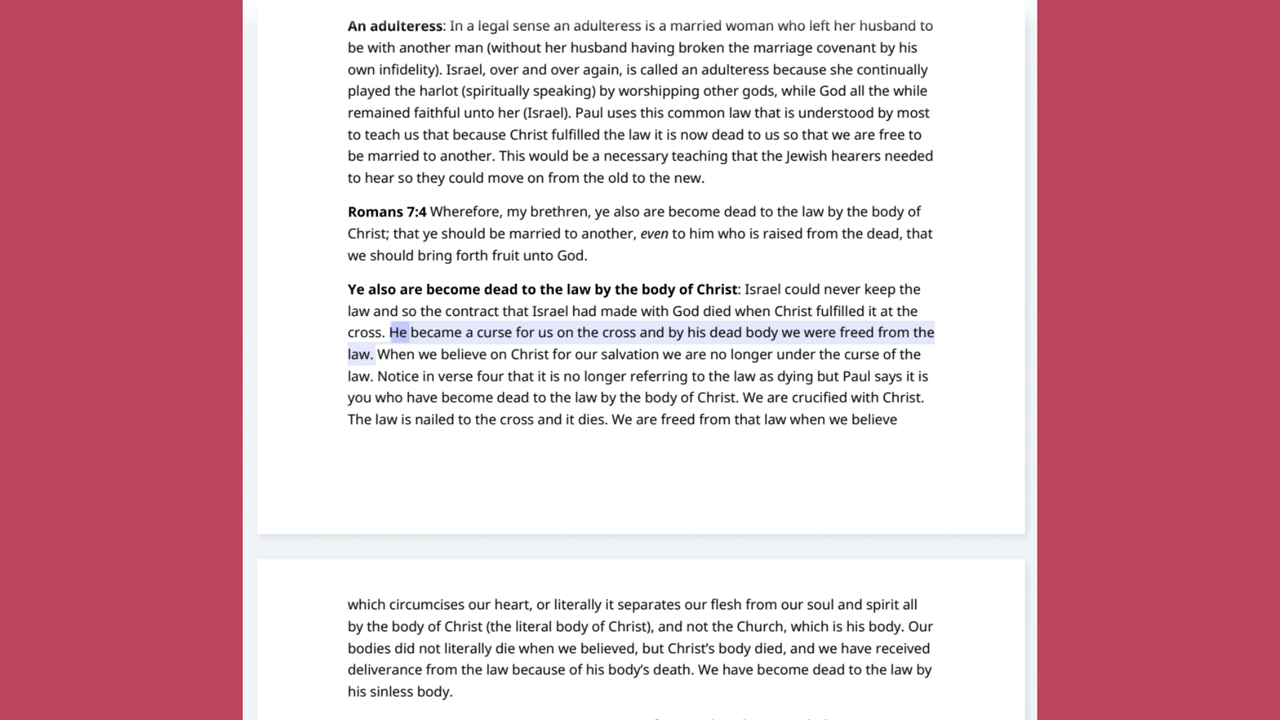 An adulteress: In a legal sense an adulteress is a married woman who left her husband to
be with another man (without her husband having broken the marriage covenant by his
own infidelity). Israel, over and over again, is called an adulteress because she continually
played the harlot (spiritually speaking) by worshipping other gods, while God all the while
remained faithful unto her (Israel). Paul uses this common law that is understood by most
to teach us that because Christ fulfilled the law it is now dead to us so that we are free to
be married to another. This would be a necessary teaching that the Jewish hearers needed
to hear so they could move on from the old to the new.
Romans 7:4 Wherefore, my brethren, ye also are become dead to the law by the body of
Christ; that ye should be married to another, even to him who is raised from the dead, that
we should bring forth fruit unto God.
Ye also are become dead to the law by the body of Christ: Israel could never keep the
law and so the contract that Israel had made with God died when Christ fulfilled it at the
cross. He became a curse for us on the cross and by his dead body we were freed from the
law. When we believe on Christ for our salvation we are no longer under the curse of the
law. Notice in verse four that it is no longer referring to the law as dying but Paul says it is
you who have become dead to the law by the body of Christ. We are crucified with Christ.
The law is nailed to the cross and it dies. We are freed from that law when we believe
which circumcises our heart, or literally it separates our flesh from our soul and spirit all
by the body of Christ (the literal body of Christ), and not the Church, which is his body. Our
bodies did not literally die when we believed, but Christ's body died, and we have received
deliverance from the law because of his body's death. We have become dead to the law by
his sinless body.